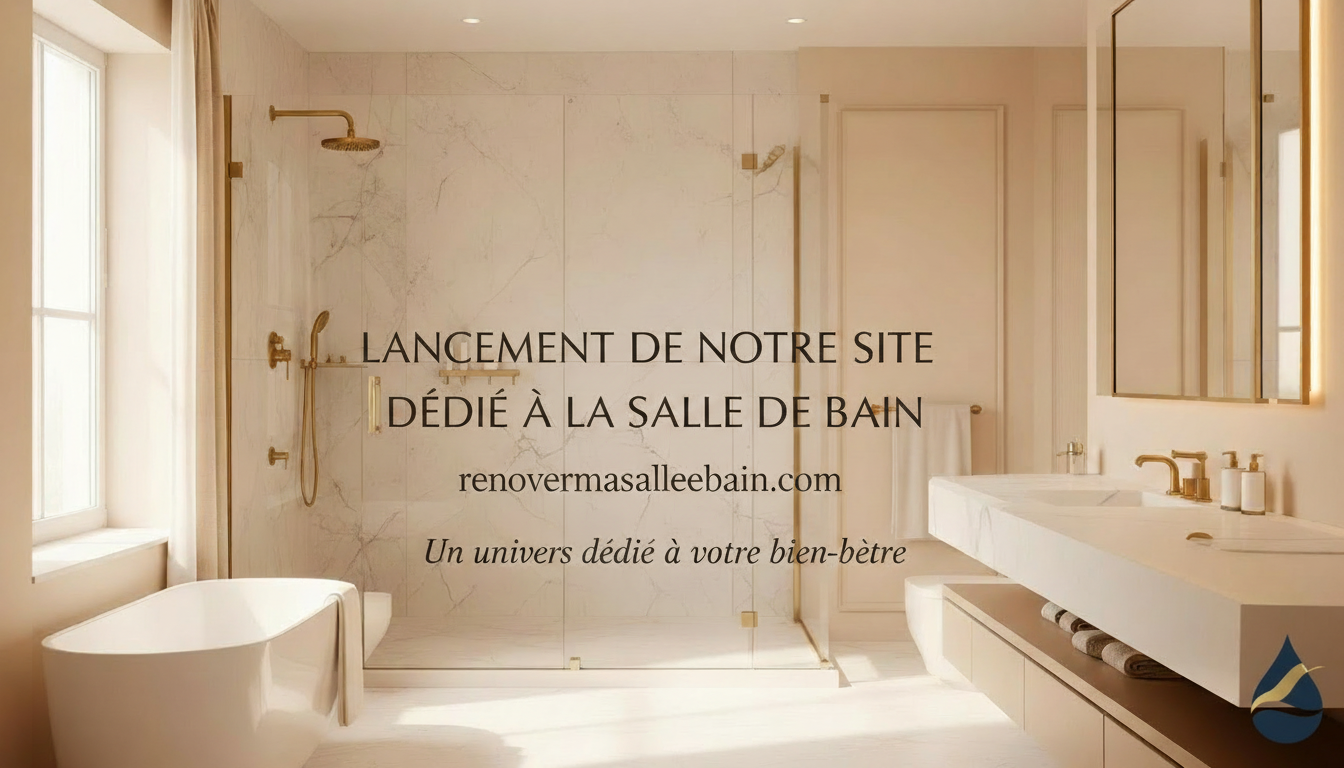 LANCEMENT DE NOTRE SITE
DÉDIÉ À LA SALLE DE BAIN
renovermasalleebain.com
Un univers dédié à votre bien-bètre